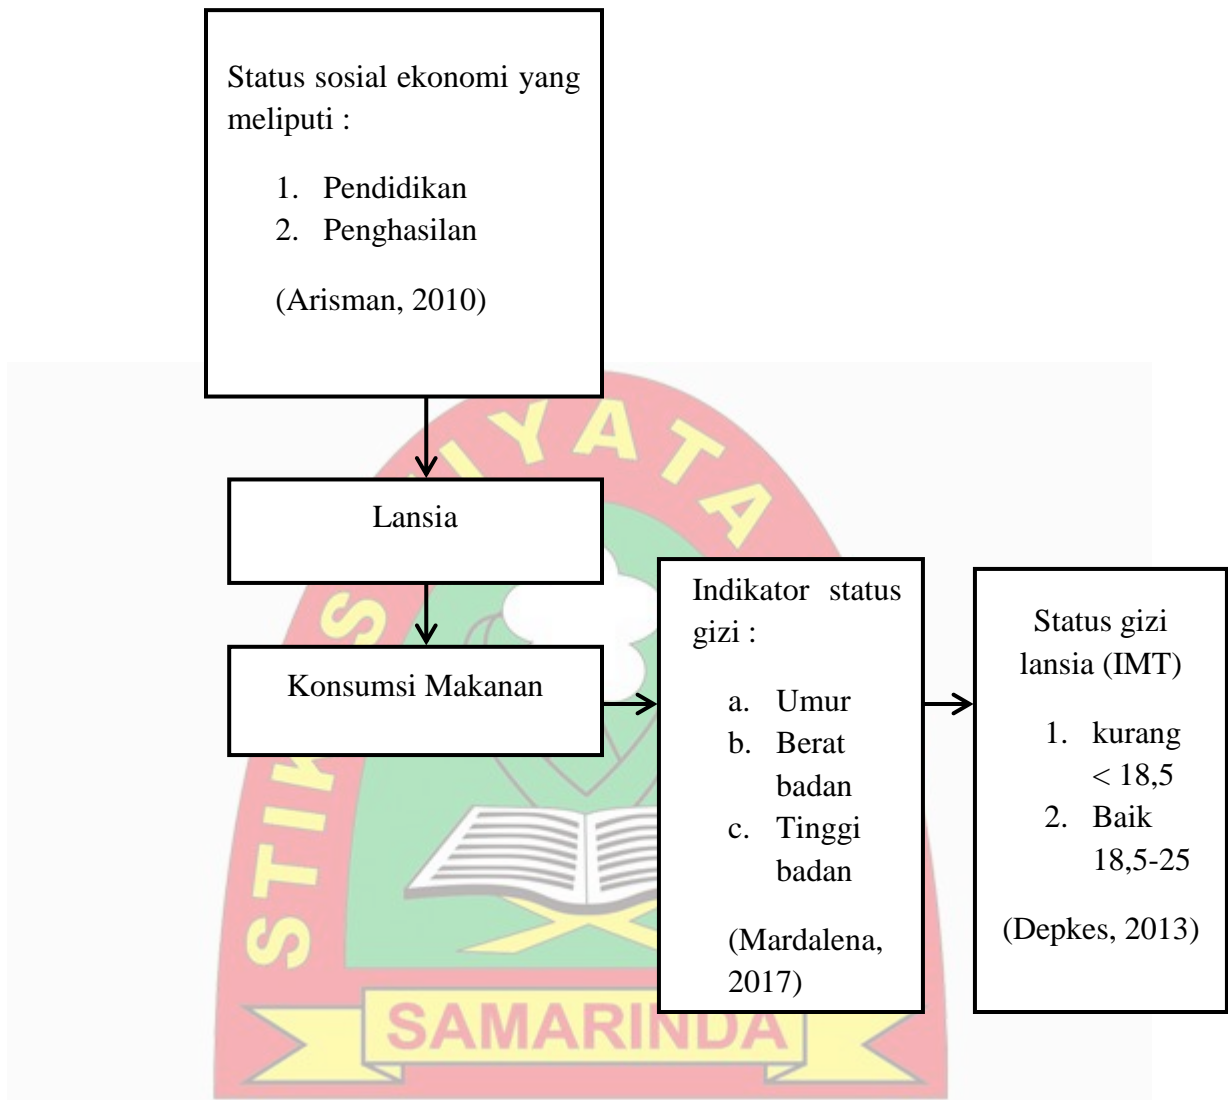 Status sosial ekonomi yang
meliputi :
1. Pendidikan
2. Penghasilan
(Arisman, 2010)
Lansia
Konsumsi Makanan
Indikator status
gizi :
a. Umur
b. Berat
badan
c. Tinggi
badan
(Mardalena,
2017)
Status gizi
lansia (IMT)
1. kurang
< 18,5
2. Baik
18,5-25
(Depkes, 2013)
SAMARINDA